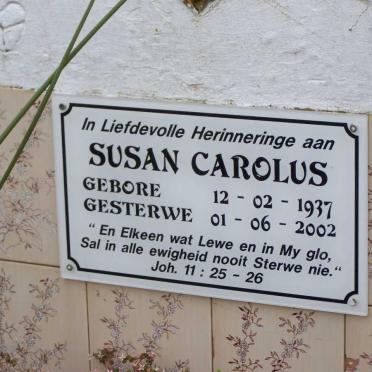 In Liefdevolle Herinneringe aan
SUSAN CAROLUS
GEBORE 12 - 02 - 1937
GESTERWE 01 - 06 - 2002
" En Elkeen wat Lewe en in My glo,
Sal in alle ewigheid nooit Sterwe nie."
Joh. 11 : 25 - 26